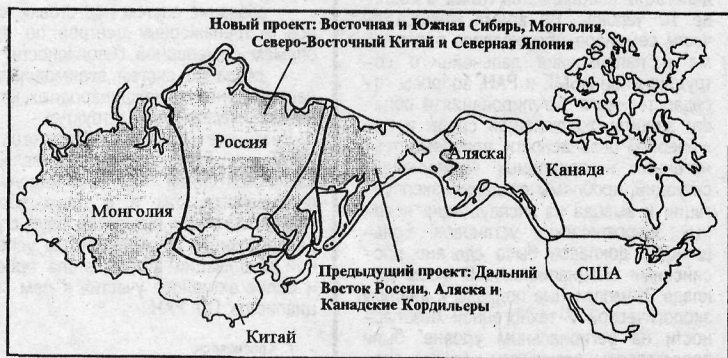 Новый проект: Восточная и Южная Сибирь, Монголия,
Северо-Восточный Китай и Северная Япония
Россия
Аляска
Канада
Монголия
Предыдущий проект: Дальний
Восток России, Аляска и
Канадские Кордильеры
США
Китай